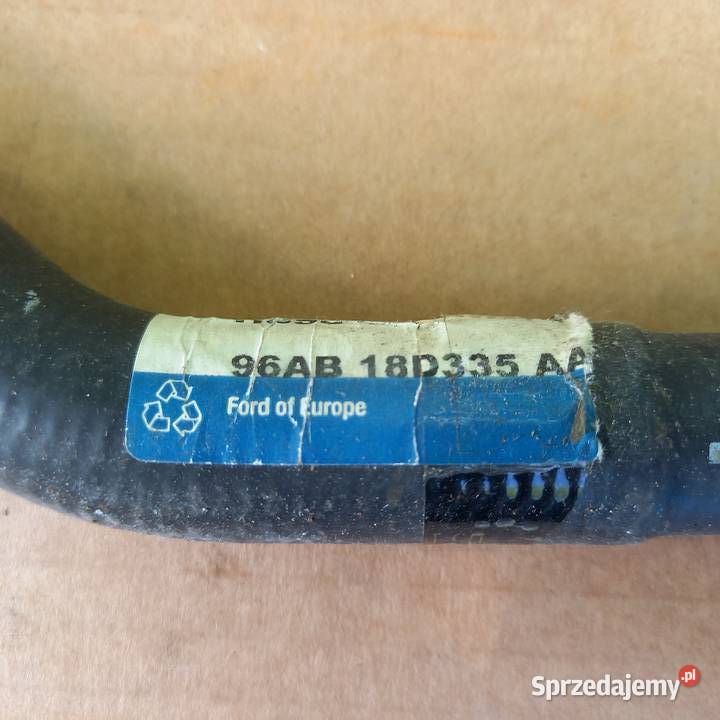 96AB 18D335 AA
Ford of Europe
Sprzedajemy.pl